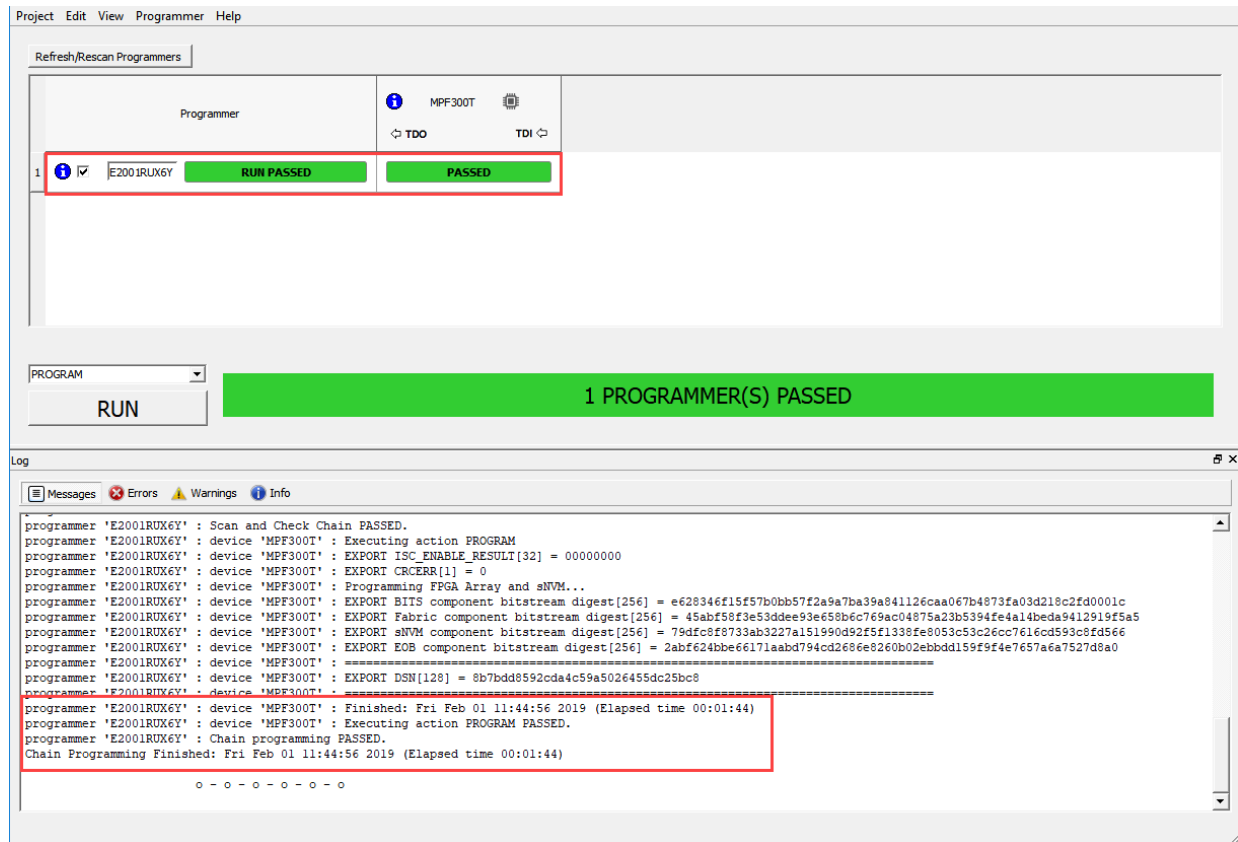 Project Edit View Programmer Help
Refresh/Rescan Programmers
Programmer
MPF300T
TDO TDI
1 E2001RUX6Y RUN PASSED PASSED
PROGRAM
RUN
1 PROGRAMMER(S) PASSED
Log
Messages Errors Warnings Info
programmer 'E2001RUX6Y' : Scan and Check Chain PASSED.
programmer 'E2001RUX6Y' : device 'MPF300T' : Executing action PROGRAM
programmer 'E2001RUX6Y' : device 'MPF300T' : EXPORT ISC_ENABLE_RESULT[32] = 00000000
programmer 'E2001RUX6Y' : device 'MPF300T' : EXPORT CRCERR[1] = 0
programmer 'E2001RUX6Y' : device 'MPF300T' : Programming FPGA Array and sNVM...
programmer 'E2001RUX6Y' : device 'MPF300T' : EXPORT BITS component bitstream digest[256] = e628346f15f57b0bb57f2a9a7ba39a841126caa067b4873fa03d218c2fd0001c
programmer 'E2001RUX6Y' : device 'MPF300T' : EXPORT Fabric component bitstream digest[256] = 45abf58f3e53ddee93e658b6c769ac04875a23b5394fe4a14beda9412919f5a5
programmer 'E2001RUX6Y' : device 'MPF300T' : EXPORT sNVM component bitstream digest[256] = 79dfc8f8733ab3227a151990d92f5f1338fe8053c53c26cc7616cd593c8fd566
programmer 'E2001RUX6Y' : device 'MPF300T' : EXPORT EOB component bitstream digest[256] = 2abf624bbe66171aabd794cd2686e8260b02ebbdd159f9f4e7657a6a7527d8a0
programmer 'E2001RUX6Y' : device 'MPF300T' : ===================================================================================
programmer 'E2001RUX6Y' : device 'MPF300T' : EXPORT DSN[128] = 8b7bdd8592cda4c59a5026455dc25bc8
programmer 'E2001RUX6Y' : device 'MPF300T' : ===================================================================================
programmer 'E2001RUX6Y' : device 'MPF300T' : Finished: Fri Feb 01 11:44:56 2019 (Elapsed time 00:01:44)
programmer 'E2001RUX6Y' : device 'MPF300T' : Executing action PROGRAM PASSED.
programmer 'E2001RUX6Y' : Chain programming PASSED.
Chain Programming Finished: Fri Feb 01 11:44:56 2019 (Elapsed time 00:01:44)
o - o - o - o - o - o